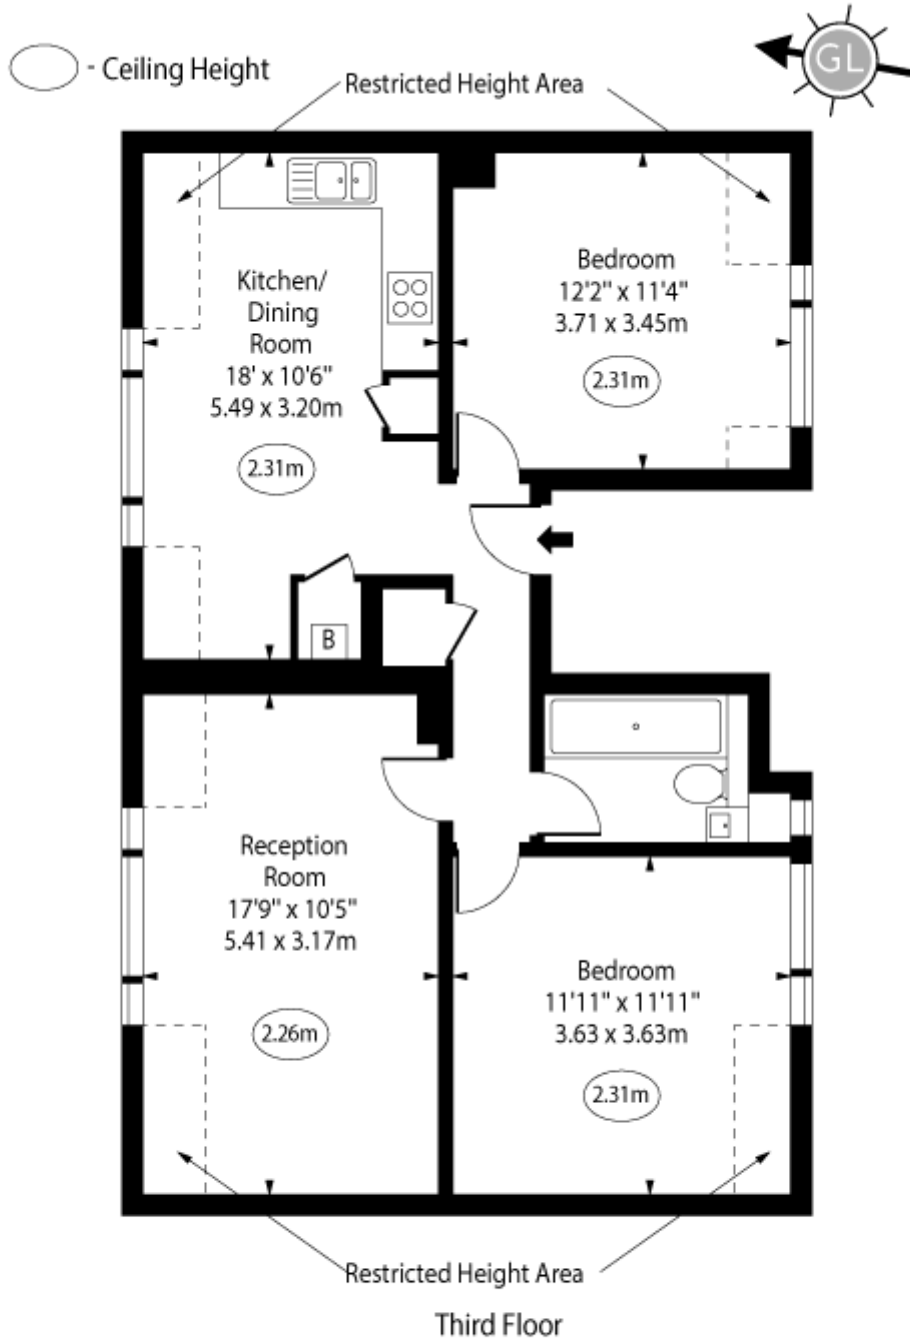 - Ceiling Height
GL
Restricted Height Area
Kitchen/
Dining
Room
18' x 10'6"
5.49 x 3.20m
2.31m
Bedroom
12'2" x 11'4"
3.71 x 3.45m
2.31m
B
Reception
Room
17'9" x 10'5"
5.41 x 3.17m
2.26m
Bedroom
11'11" x 11'11"
3.63 x 3.63m
2.31m
Restricted Height Area
Third Floor